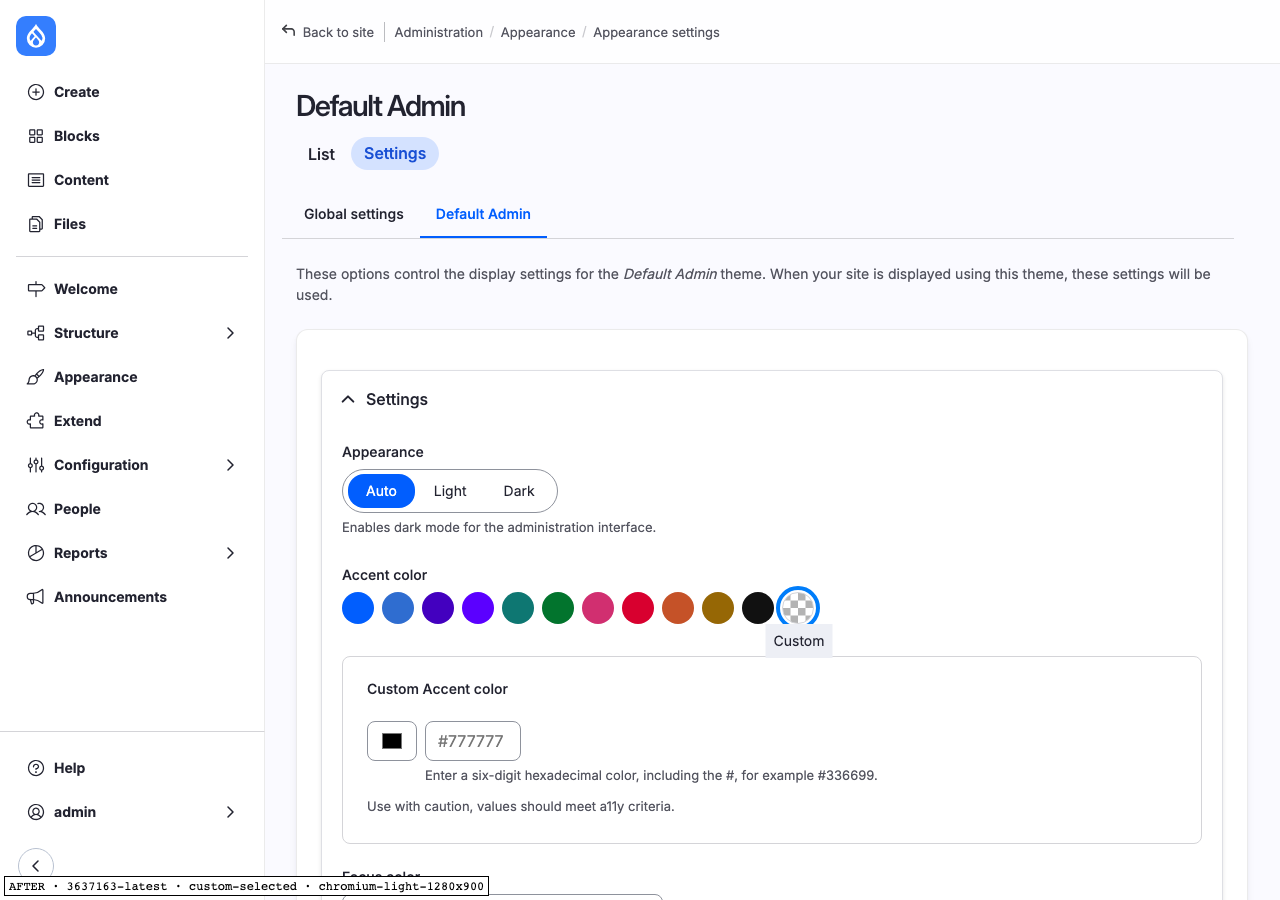 Back to site
Administration / Appearance / Appearance settings
Create
Blocks
Content
Files
Welcome
Structure
Appearance
Extend
Configuration
People
Reports
Announcements
Help
admin
Default Admin
List
Settings
Global settings
Default Admin
These options control the display settings for the Default Admin theme. When your site is displayed using this theme, these settings will be
used.
Settings
Appearance
Auto
Light
Dark
Enables dark mode for the administration interface.
Accent color
Custom
Custom Accent color
#777777
Enter a six-digit hexadecimal color, including the #, for example #336699.
Use with caution, values should meet a11y criteria.
Focus color
AFTER · 3637163-latest · custom-selected · chromium-light-1280x900